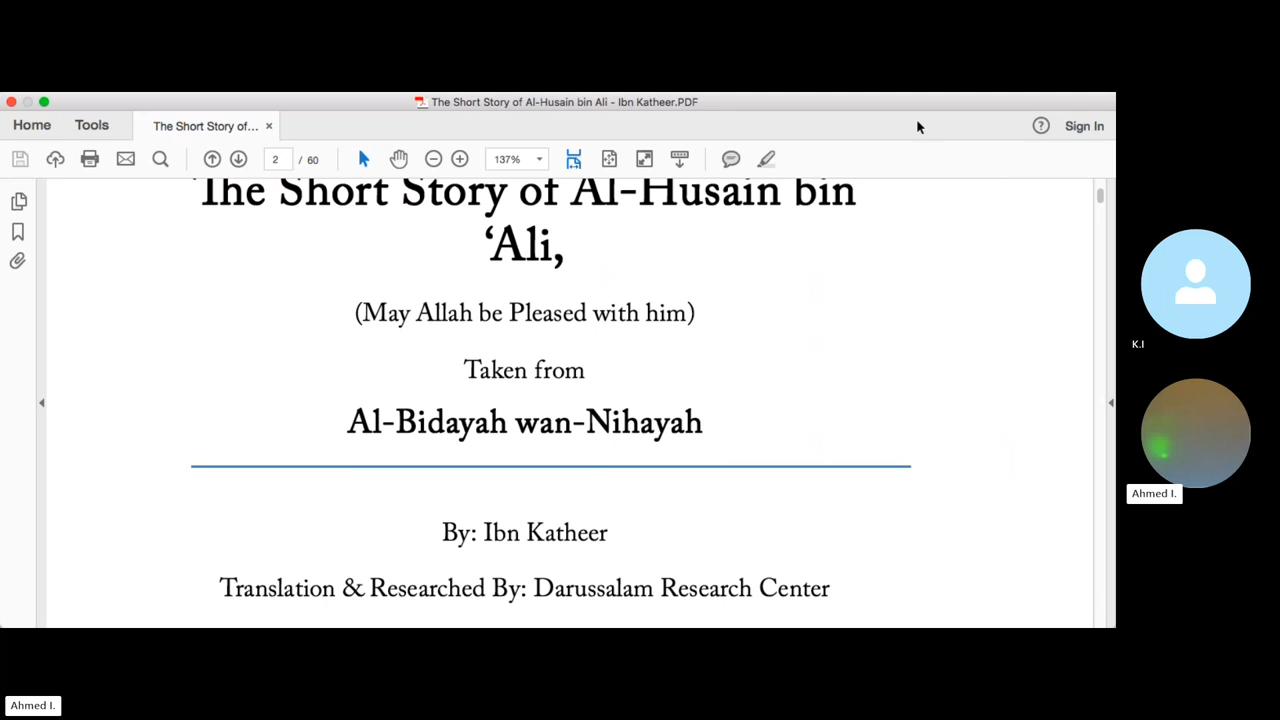 The Short Story of Al-Husain bin Ali - Ibn Katheer.PDF
Home Tools The Short Story of... × ? Sign In
2 / 60 137%
The Short Story of Al-Husain bin
‘Ali,
(May Allah be Pleased with him)
Taken from
Al-Bidayah wan-Nihayah
By: Ibn Katheer
Translation & Researched By: Darussalam Research Center
K.I
Ahmed I.
Ahmed I.